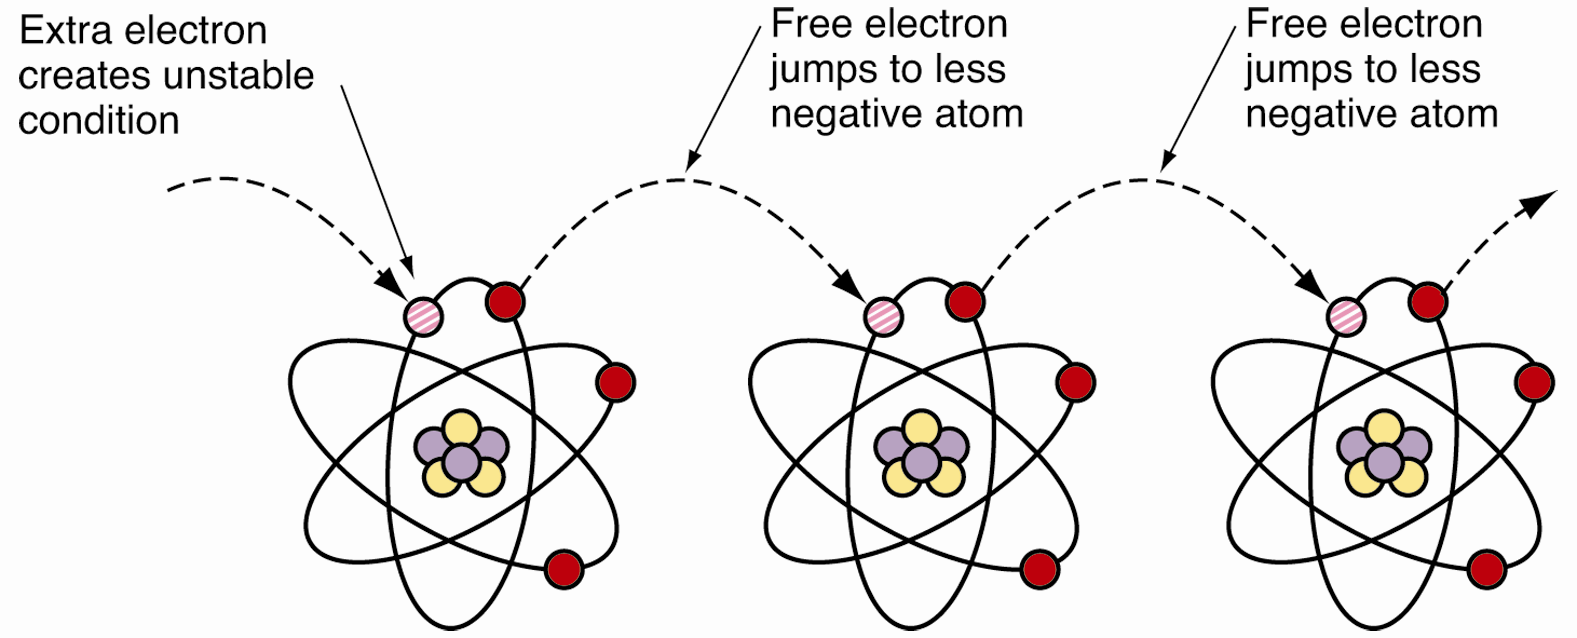 Extra electron
creates unstable
condition
Free electron
jumps to less
negative atom
Free electron
jumps to less
negative atom